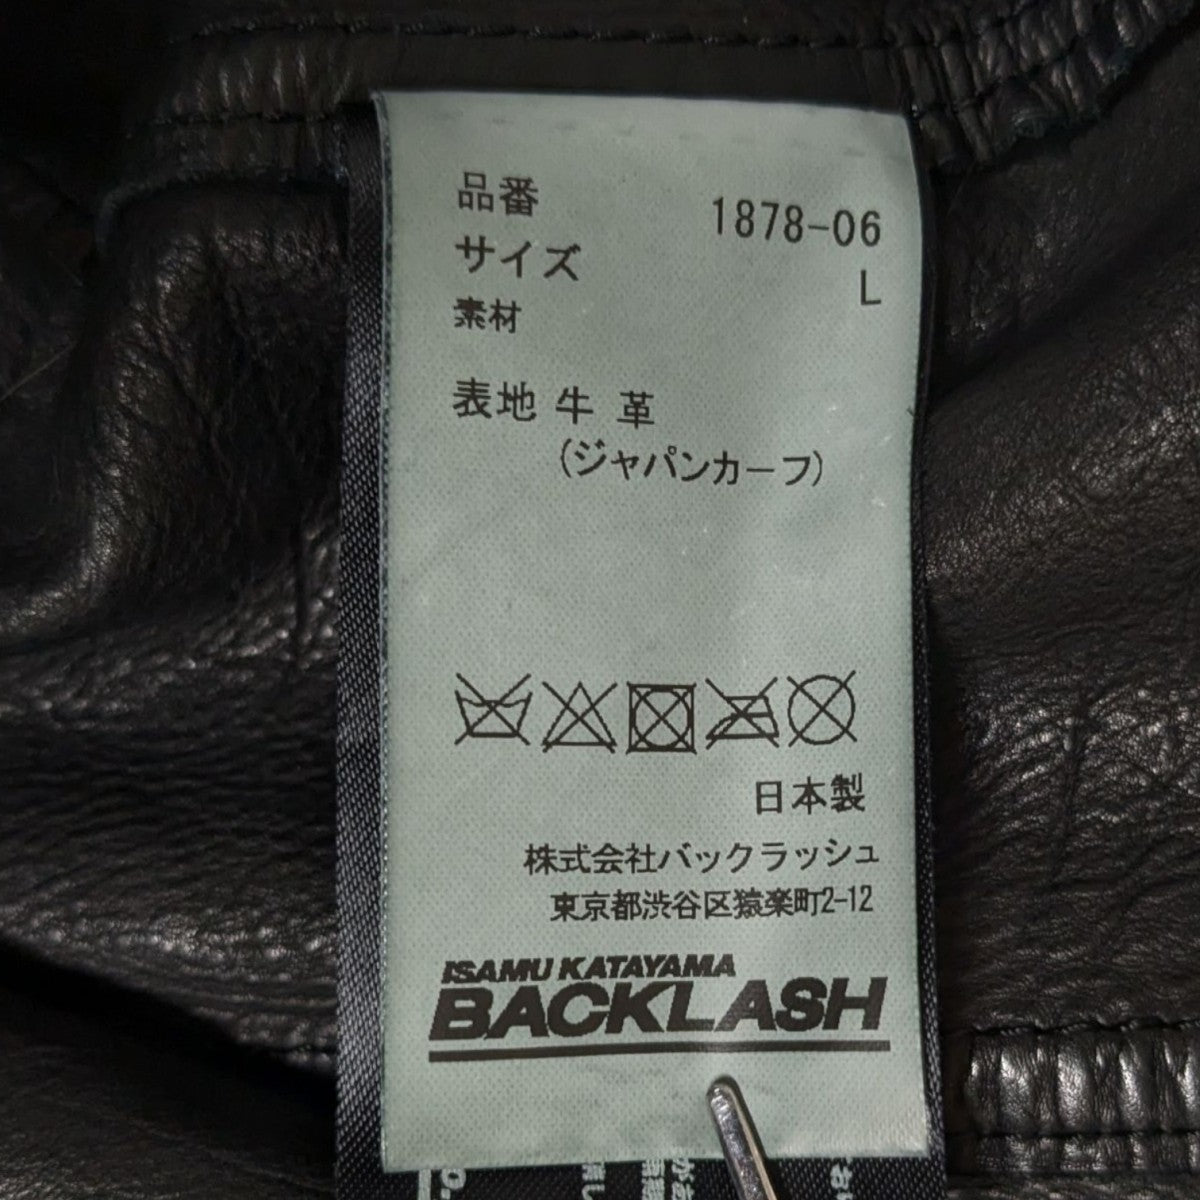 品番 1878-06
サイズ L
素材
表地 牛 革
(ジャパンカーフ)
日本製
株式会社バックラッシュ
東京都渋谷区猿楽町2-12
ISAMU KATAYAMA
BACKLASH